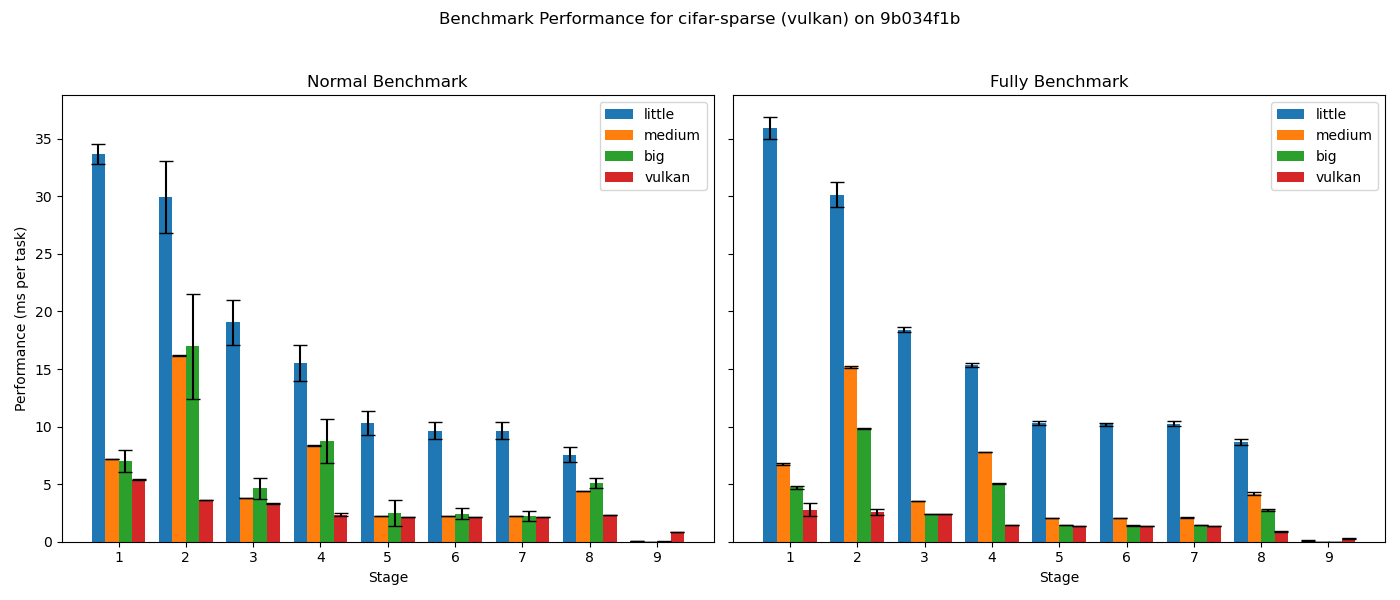 Benchmark Performance for cifar-sparse (vulkan) on 9b034f1b
Normal Benchmark
Performance (ms per task)
35
30
25
20
15
10
5
0
little
medium
big
vulkan
1 2 3 4 5 6 7 8 9
Stage
Fully Benchmark
little
medium
big
vulkan
1 2 3 4 5 6 7 8 9
Stage